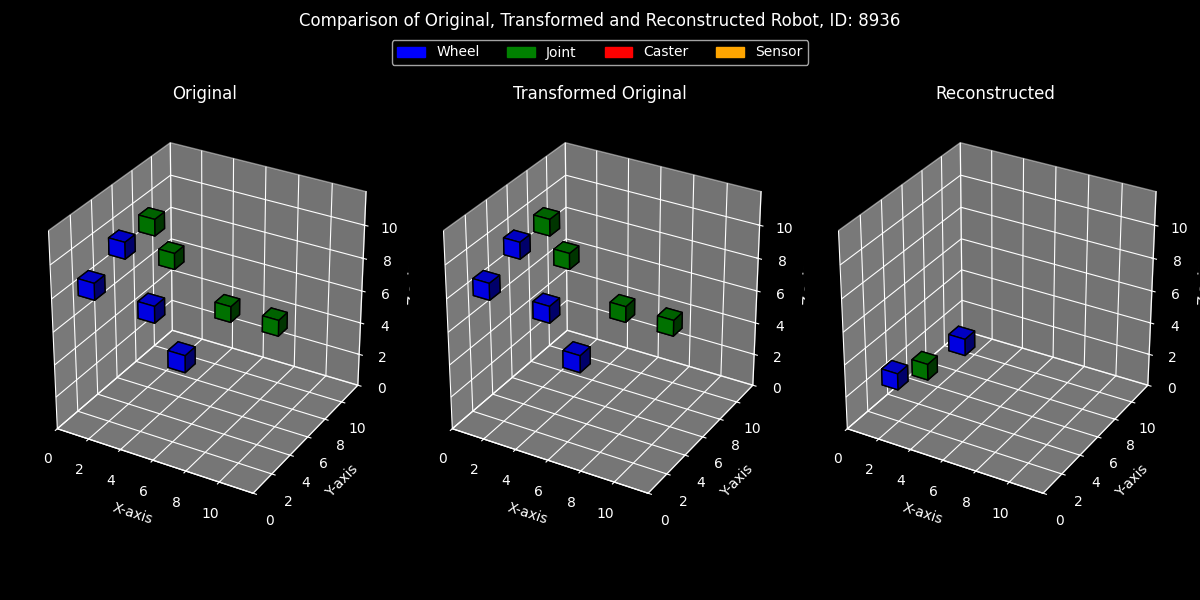 Comparison of Original, Transformed and Reconstructed Robot, ID: 8936
Wheel Joint Caster Sensor
Original Transformed Original Reconstructed
10
8
6
4
2
0
0 2 4 6 8 10
X-axis
0 2 4 6 8 10
Y-axis
10
8
6
4
2
0
0 2 4 6 8 10
X-axis
0 2 4 6 8 10
Y-axis
10
8
6
4
2
0
0 2 4 6 8 10
X-axis
0 2 4 6 8 10
Y-axis